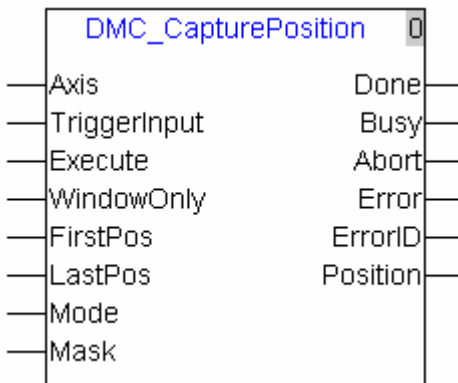 DMC_CapturePosition 0
Axis Done
TriggerInput Busy
Execute Abort
WindowOnly Error
FirstPos ErrorID
LastPos Position
Mode
Mask